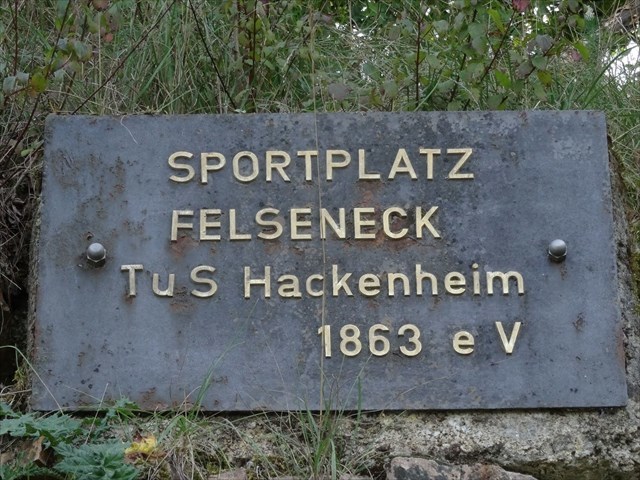 SPORTPLATZ
FELSENECK
TuS Hackenheim
1863 e V